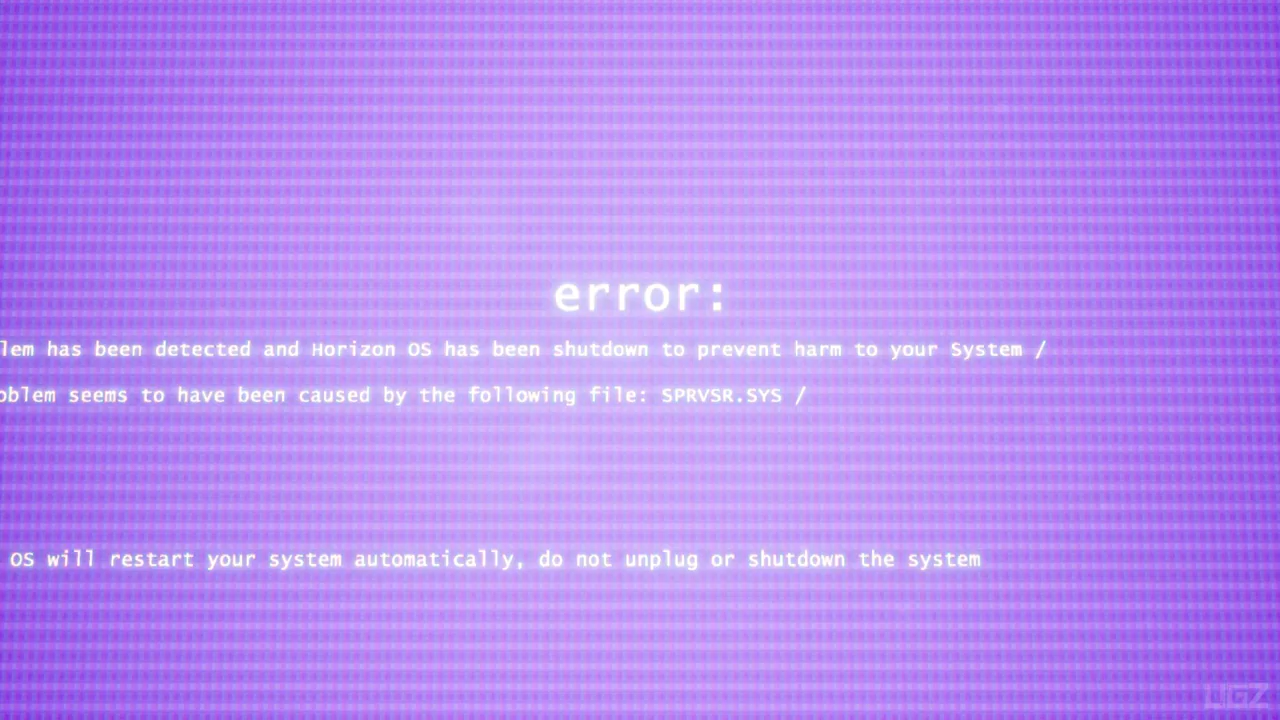 error:
lem has been detected and Horizon OS has been shutdown to prevent harm to your System /
oblem seems to have been caused by the following file: SPRVSR.SYS /
OS will restart your system automatically, do not unplug or shutdown the system
UGZ